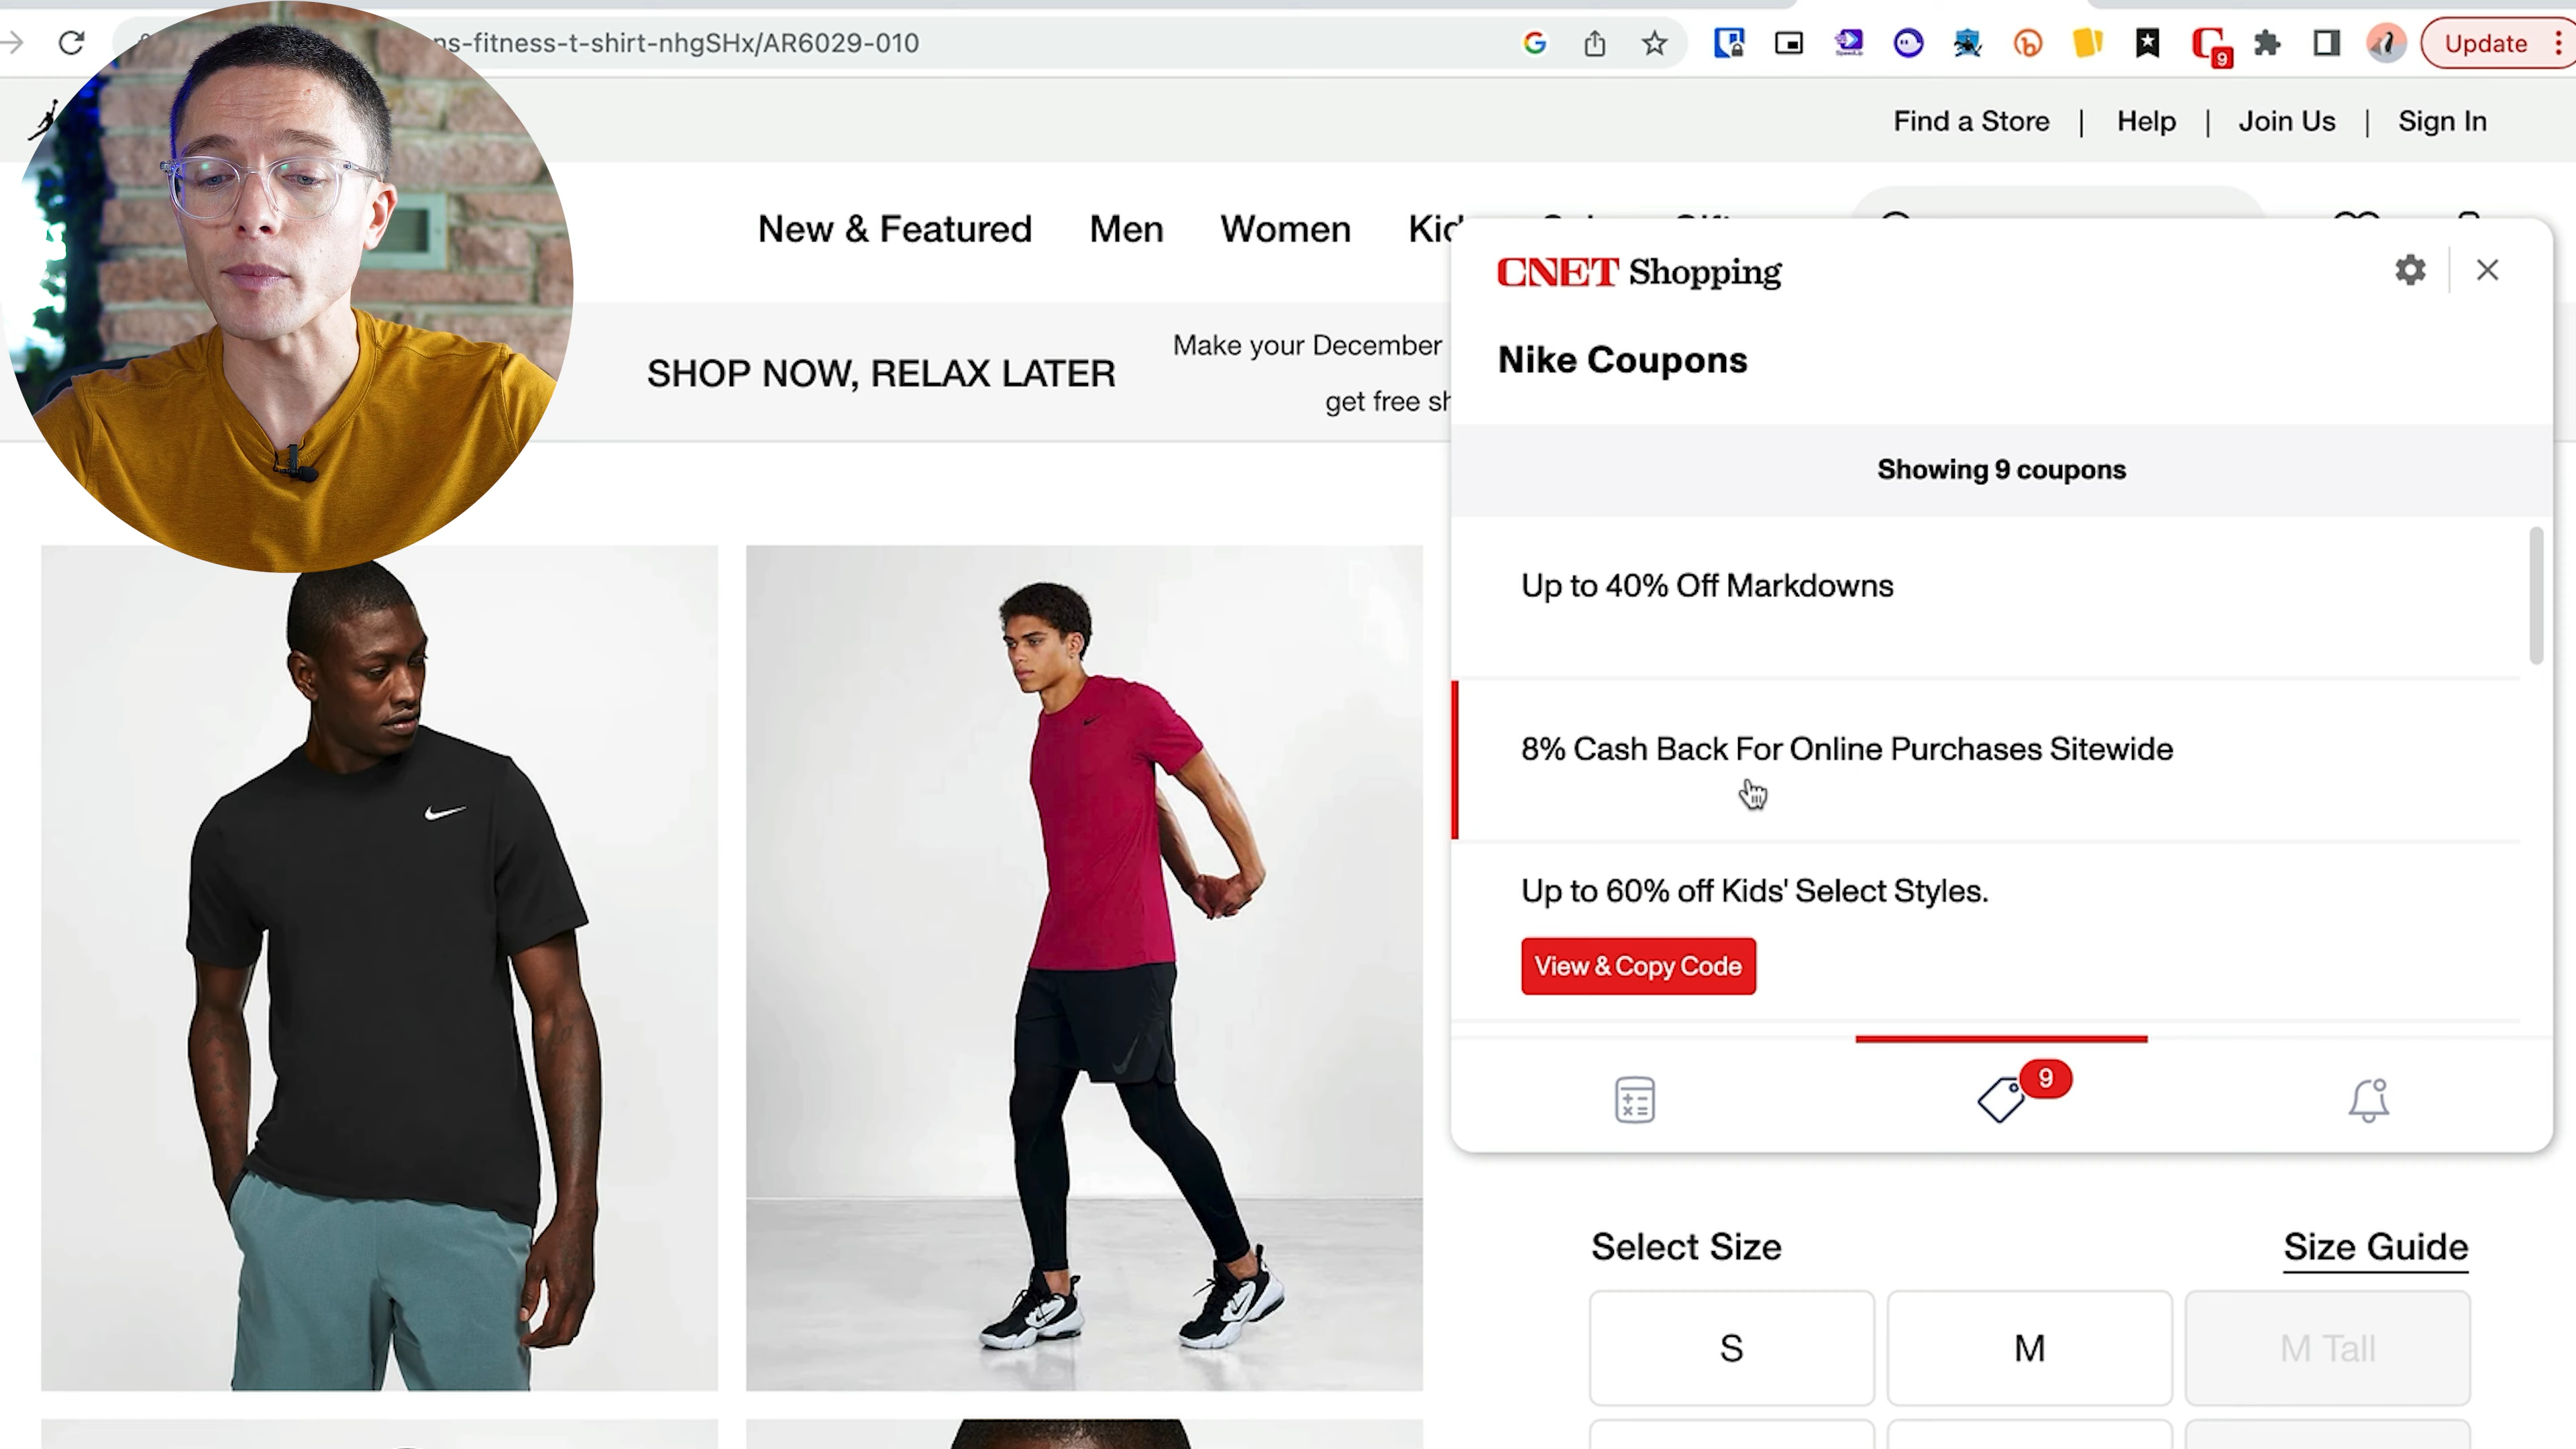 ns-fitness-t-shirt-nhgSHx/AR6029-010
9
Update
Find a Store | Help | Join Us | Sign In
New & Featured Men Women
SHOP NOW, RELAX LATER
Make your December
get free
CNET Shopping
Nike Coupons
Showing 9 coupons
Up to 40% Off Markdowns
8% Cash Back For Online Purchases Sitewide
Up to 60% off Kids' Select Styles.
View & Copy Code
9
Select Size
Size Guide
S
M
M Tall